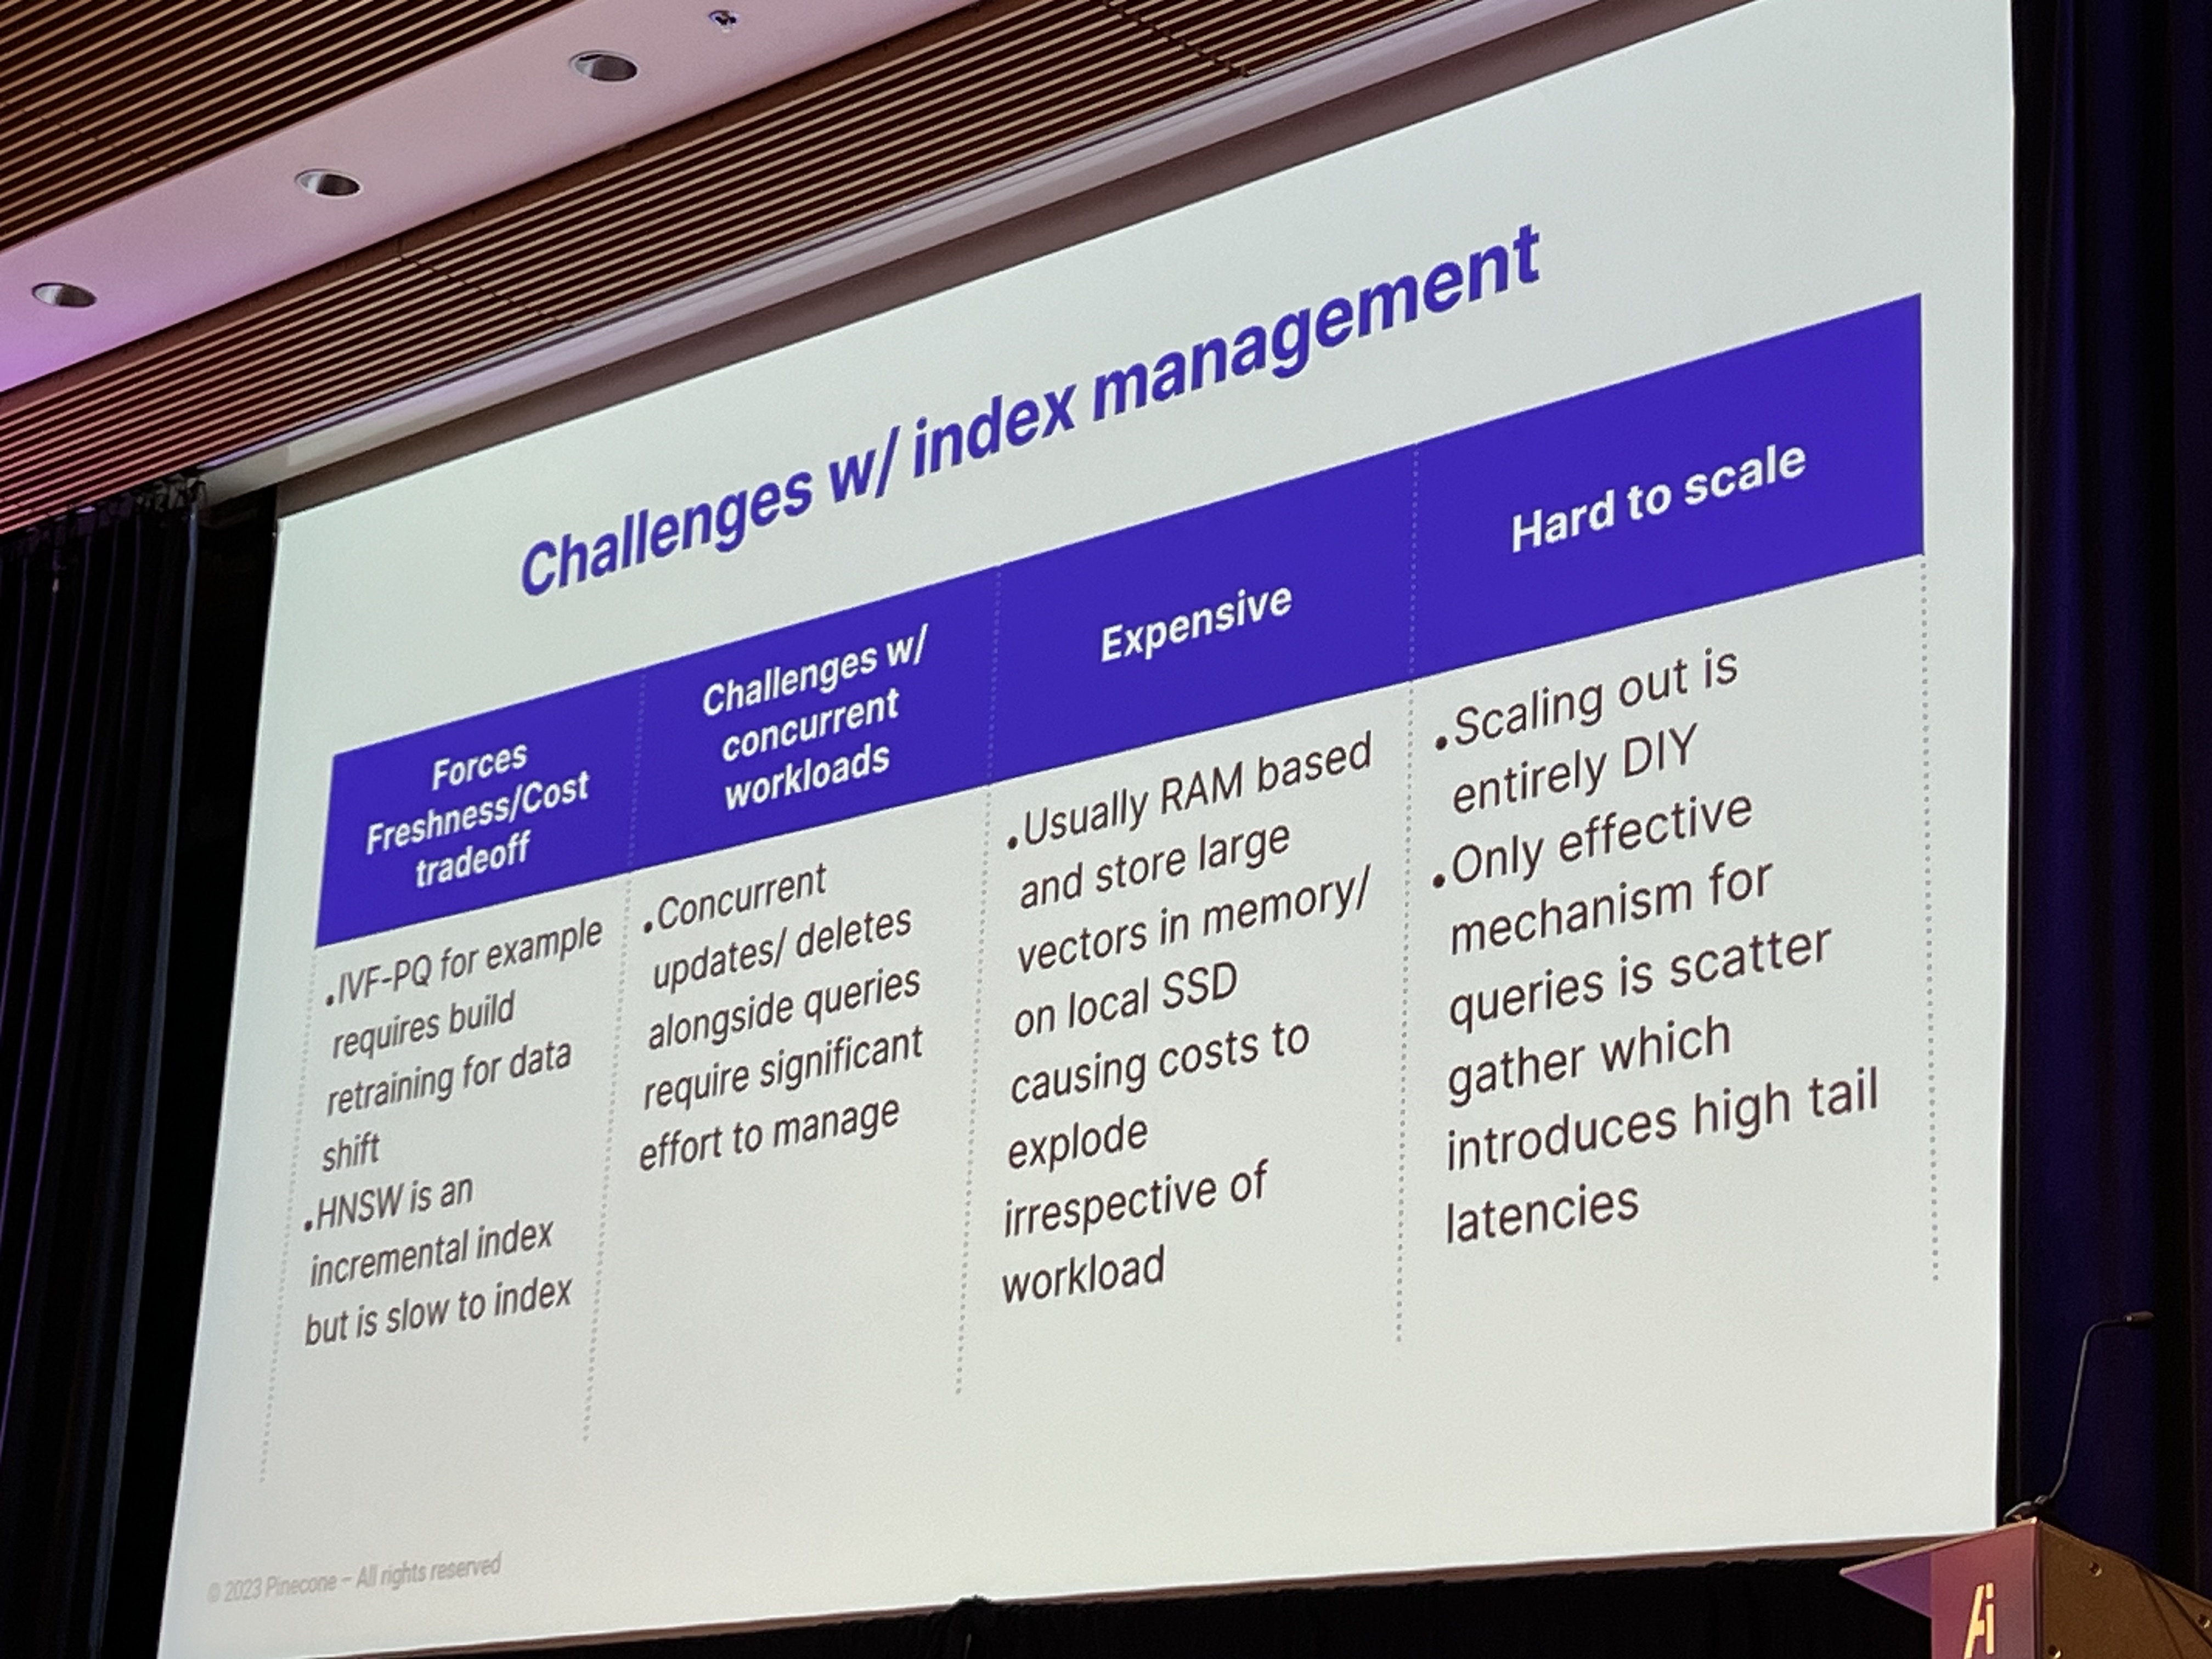 Challenges w/ index management
Forces
Freshness/Cost
tradeoff
Challenges w/
concurrent
workloads
Expensive
Hard to scale
•IVF-PQ for example
requires build
retraining for data
shift
•HNSW is an
incremental index
but is slow to index
•Concurrent
updates/ deletes
alongside queries
require significant
effort to manage
•Usually RAM based
and store large
vectors in memory/
on local SSD
causing costs to
explode
irrespective of
workload
•Scaling out is
entirely DIY
•Only effective
mechanism for
queries is scatter
gather which
introduces high tail
latencies
© 2023 Pinecone – All rights reserved
Ai